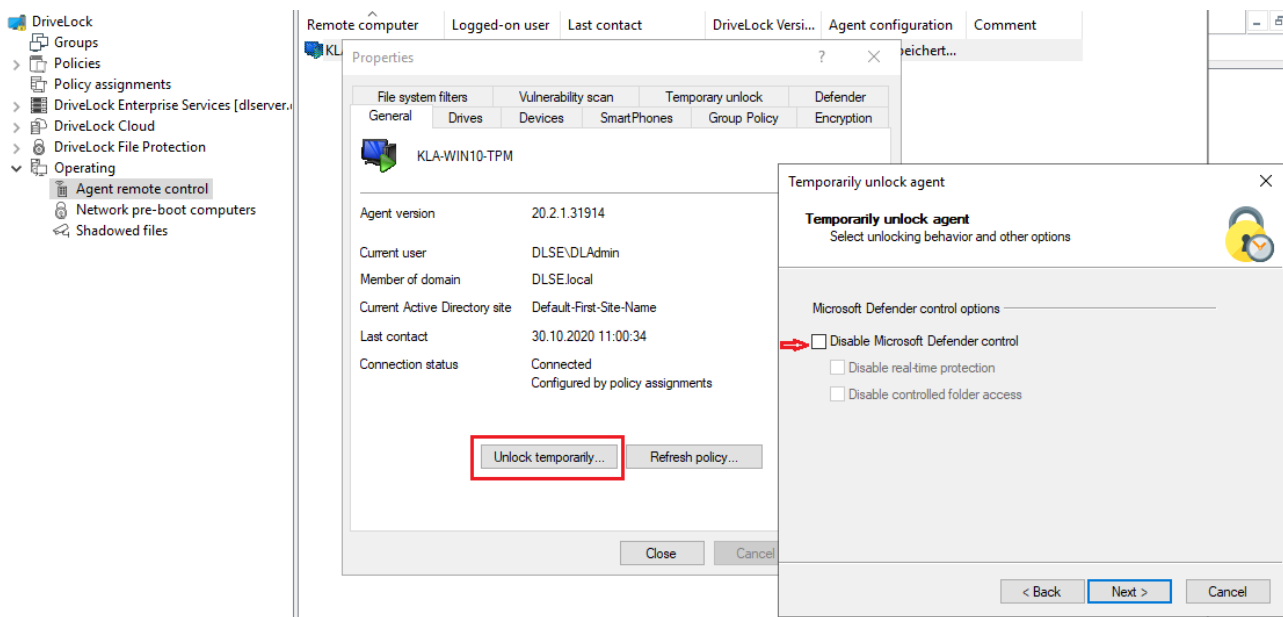 DriveLock
Groups
Policies
Policy assignments
DriveLock Enterprise Services [dlserver.
DriveLock Cloud
DriveLock File Protection
Operating
Agent remote control
Network pre-boot computers
Shadowed files
Remote computer Logged-on user Last contact DriveLock Versi... Agent configuration Comment
KL
peichert...
Properties
?
File system filters Vulnerability scan Temporary unlock Defender
General Drives Devices SmartPhones Group Policy Encryption
KLA-WIN10-TPM
Agent version 20.2.1.31914
Current user DLSE\DLAdmin
Member of domain DLSE.local
Current Active Directory site Default-First-Site-Name
Last contact 30.10.2020 11:00:34
Connection status Connected
Configured by policy assignments
Unlock temporarily... Refresh policy...
Close Cancel
Temporarily unlock agent
Temporarily unlock agent
Select unlocking behavior and other options
Microsoft Defender control options
Disable Microsoft Defender control
Disable real-time protection
Disable controlled folder access
< Back Next > Cancel